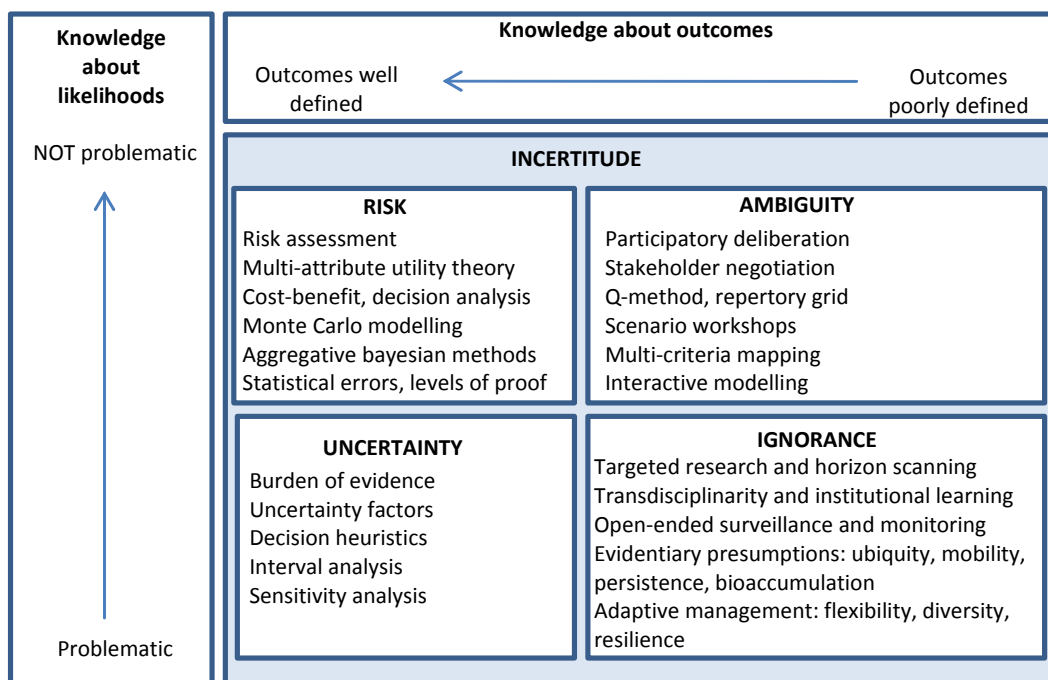 Knowledge
about
likelihoods
NOT problematic
Problematic
Knowledge about outcomes
Outcomes well
defined
Outcomes
poorly defined
INCERTITUDE
RISK
Risk assessment
Multi-attribute utility theory
Cost-benefit, decision analysis
Monte Carlo modelling
Aggregative bayesian methods
Statistical errors, levels of proof
AMBIGUITY
Participatory deliberation
Stakeholder negotiation
Q-method, repertory grid
Scenario workshops
Multi-criteria mapping
Interactive modelling
UNCERTAINTY
Burden of evidence
Uncertainty factors
Decision heuristics
Interval analysis
Sensitivity analysis
IGNORANCE
Targeted research and horizon scanning
Transdisciplinarity and institutional learning
Open-ended surveillance and monitoring
Evidentiary presumptions: ubiquity, mobility,
persistence, bioaccumulation
Adaptive management: flexibility, diversity,
resilience